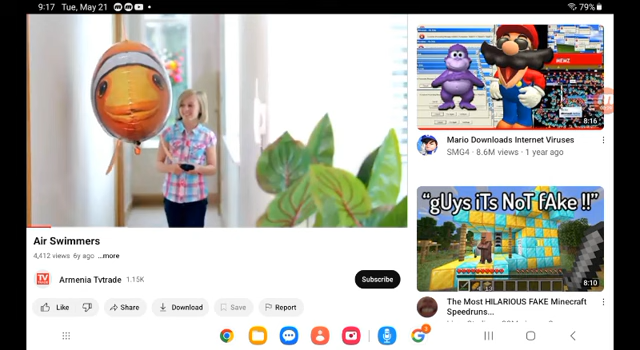 9:17 Tue, May 21
79%
MEMZ
8:16
Mario Downloads Internet Viruses
SMG4 · 8.6M views · 1 year ago
Air Swimmers
4,412 views 6y ago ...more
TV
Armenia Tvtrade 1.15K
Subscribe
Like
Share
Download
Save
Report
"gUys iTs NoT fAke !!"
8:10
The Most HILARIOUS FAKE Minecraft
Speedruns...